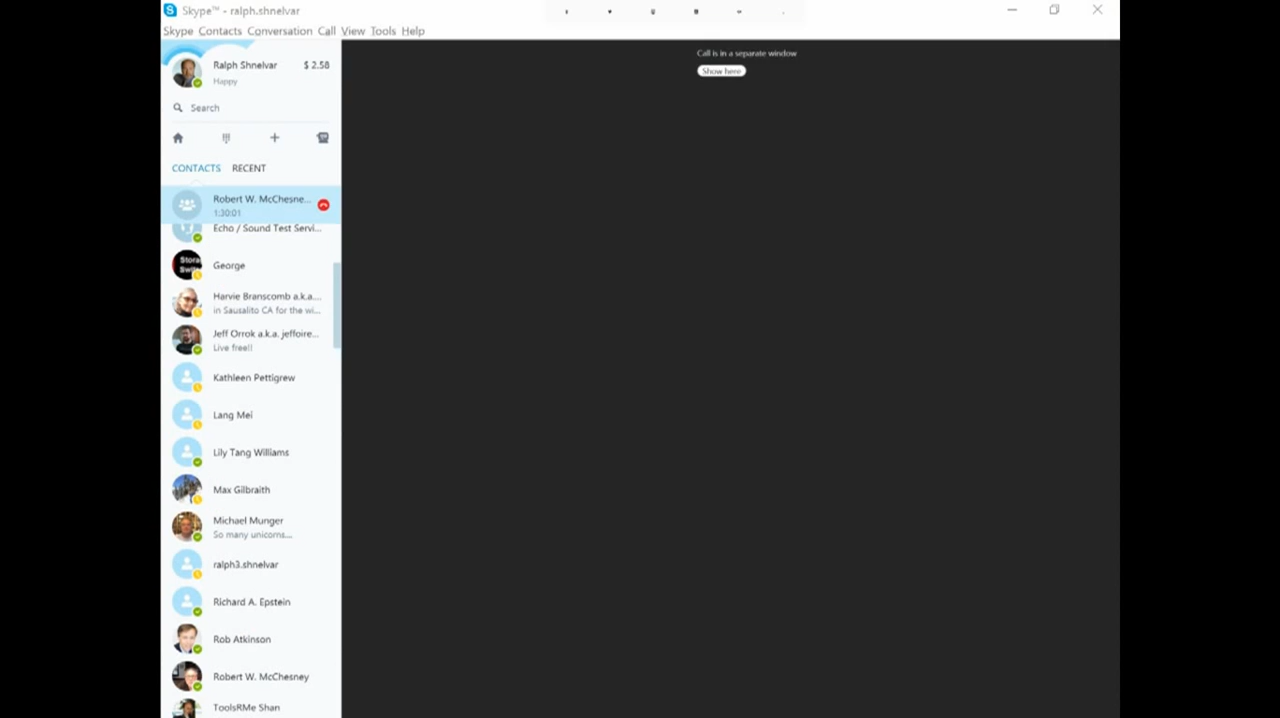 Skype™ - ralph.shnelvar
Skype Contacts Conversation Call View Tools Help
Call is in a separate window
Show here
Ralph Shnelvar $ 2.58
Happy
Search
CONTACTS RECENT
Robert W. McChesne...
1:30:01
Echo / Sound Test Servi...
George
Harvie Branscomb a.k.a....
in Sausalito CA for the wi...
Jeff Orrok a.k.a. jeffoire...
Live free!!
Kathleen Pettigrew
Lang Mei
Lily Tang Williams
Max Gilbraith
Michael Munger
So many unicorns...
ralph3.shnelvar
Richard A. Epstein
Rob Atkinson
Robert W. McChesney
ToolsRMe Shan